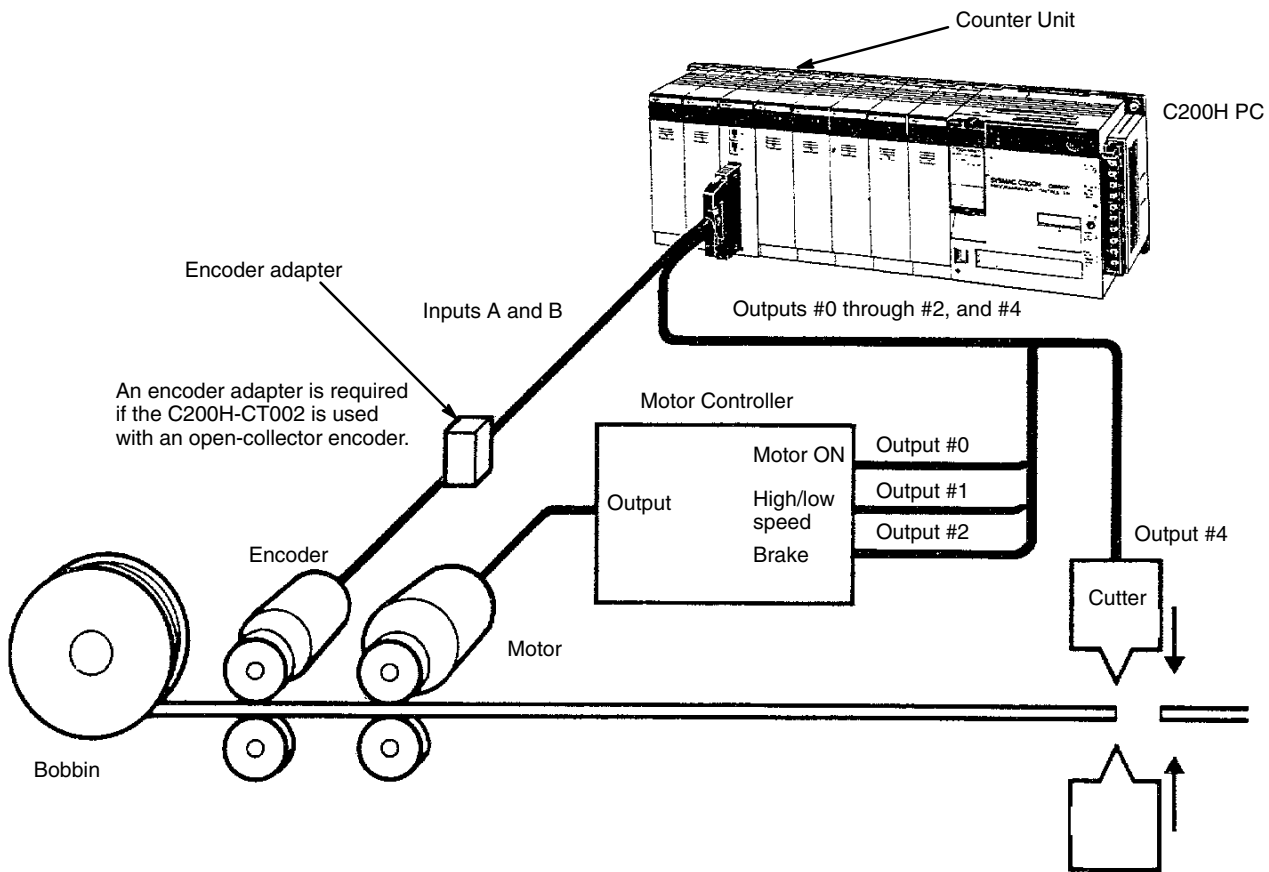 Counter Unit
C200H PC
Encoder adapter
Inputs A and B
Outputs #0 through #2, and #4
An encoder adapter is required
if the C200H-CT002 is used
with an open-collector encoder.
Motor Controller
Motor ON
Output #0
Output
High/low
speed
Output #1
Brake
Output #2
Output #4
Encoder
Cutter
Motor
Bobbin
SYSMAC C200H